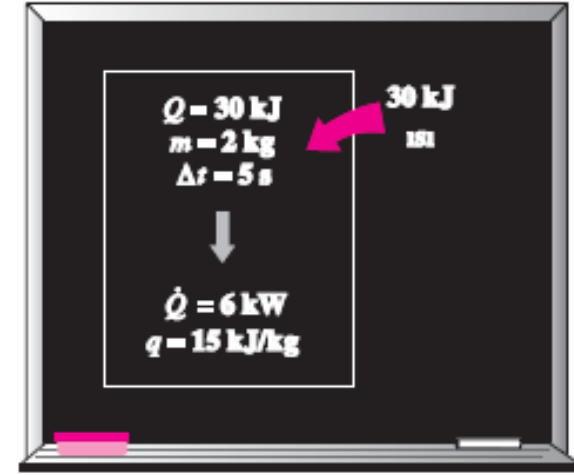 Q = 30 kJ
m = 2 kg
Δt = 5 s
30 kJ
Q̇ = 6 kW
q = 15 kJ/kg